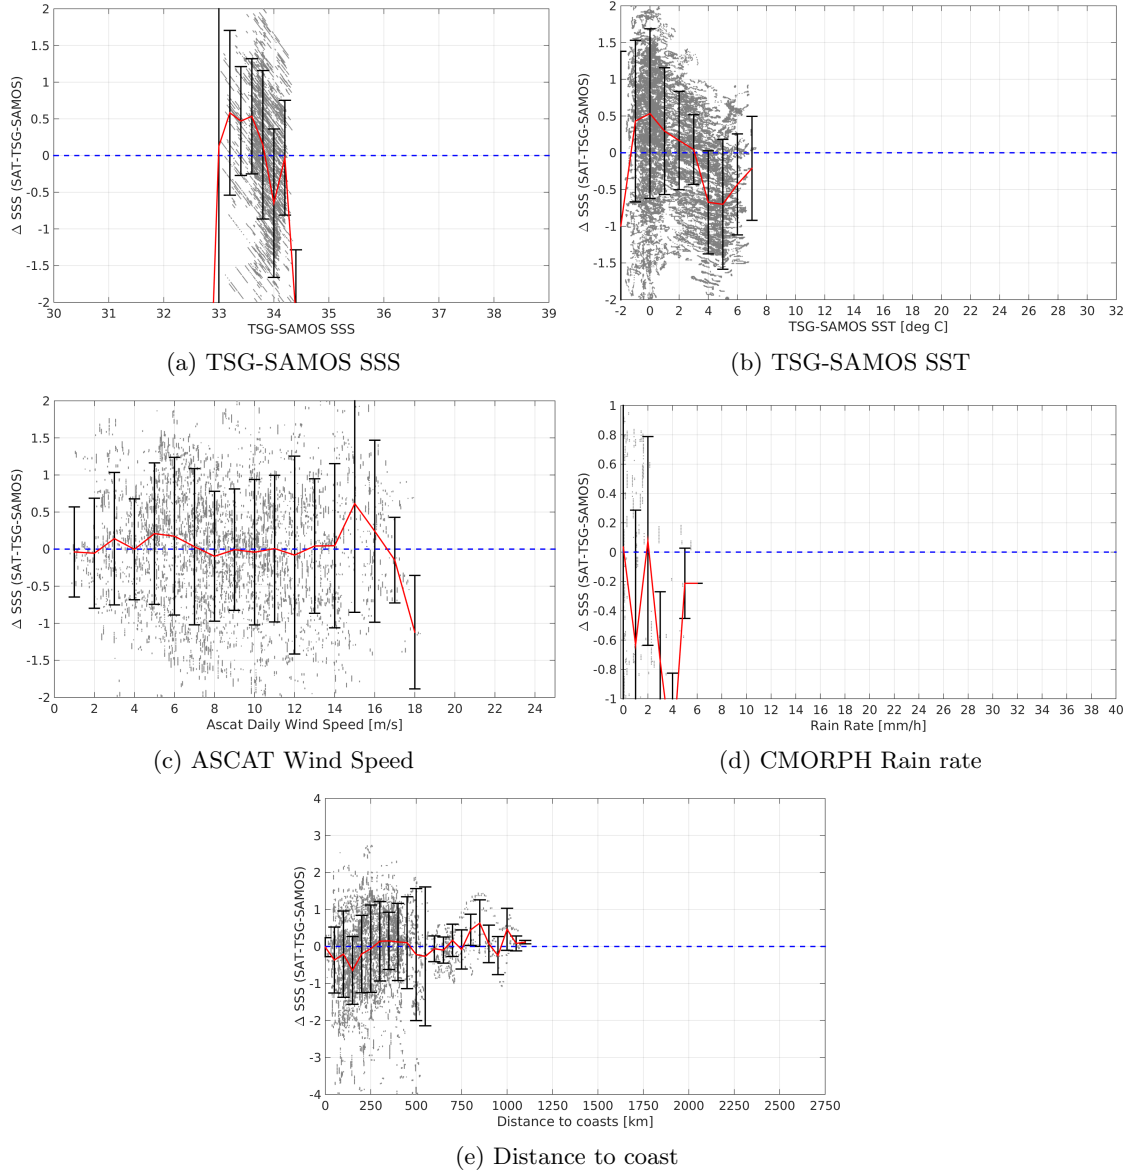 2
1.5
1
0.5
0
-0.5
-1
-1.5
-2
Δ SSS (SAT-TSG-SAMOS)
30 31 32 33 34 35 36 37 38 39
TSG-SAMOS SSS
(a) TSG-SAMOS SSS
2
1.5
1
0.5
0
-0.5
-1
-1.5
-2
Δ SSS (SAT-TSG-SAMOS)
-2 0 2 4 6 8 10 12 14 16 18 20 22 24 26 28 30 32
TSG-SAMOS SST [deg C]
(b) TSG-SAMOS SST
2
1.5
1
0.5
0
-0.5
-1
-1.5
-2
Δ SSS (SAT-TSG-SAMOS)
0 2 4 6 8 10 12 14 16 18 20 22 24
Ascat Daily Wind Speed [m/s]
(c) ASCAT Wind Speed
1
0.8
0.6
0.4
0.2
0
-0.2
-0.4
-0.6
-0.8
-1
Δ SSS (SAT-TSG-SAMOS)
0 2 4 6 8 10 12 14 16 18 20 22 24 26 28 30 32 34 36 38 40
Rain Rate [mm/h]
(d) CMORPH Rain rate
4
3
2
1
0
-1
-2
-3
-4
Δ SSS (SAT-TSG-SAMOS)
0 250 500 750 1000 1250 1500 1750 2000 2250 2500 2750
Distance to coasts [km]
(e) Distance to coast